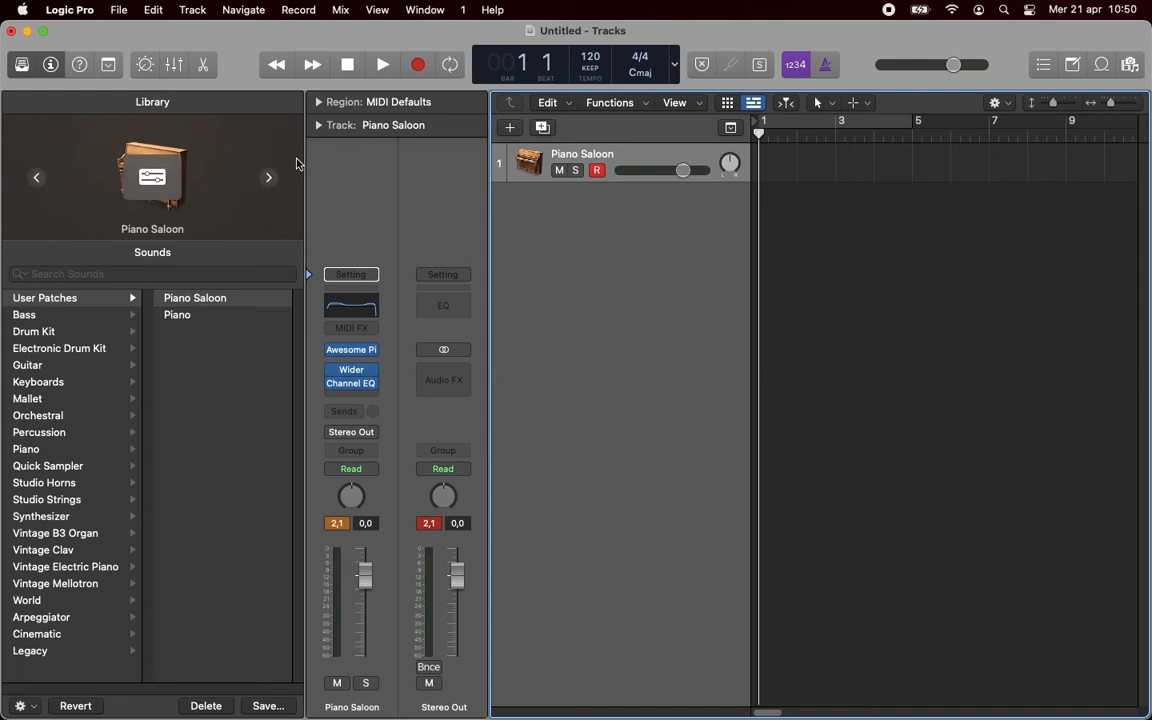 Logic Pro File Edit Track Navigate Record Mix View Window 1 Help Mer 21 apr 10:50
Untitled - Tracks
001 1 120 4/4
KEEP Cmaj
BAR BEAT TEMPO
1234
Library
Region: MIDI Defaults
Edit Functions View
Track: Piano Saloon
1 3 5 7 9
1 Piano Saloon
M S R
L R
Piano Saloon
Sounds
Search Sounds
Setting Setting
User Patches Piano Saloon
Bass Piano
EQ
Drum Kit
MIDI FX
Electronic Drum Kit
Awesome Pi
Guitar
Wider
Keyboards
Channel EQ Audio FX
Mallet
Orchestral
Sends
Percussion
Stereo Out
Piano
Group Group
Quick Sampler
Read Read
Studio Horns
Studio Strings
Synthesizer
2,1 0,0 2,1 0,0
Vintage B3 Organ
Vintage Clav
Vintage Electric Piano
Vintage Mellotron
World
Arpeggiator
Cinematic
Legacy
Bnce
M S M
Revert Delete Save...
Piano Saloon Stereo Out